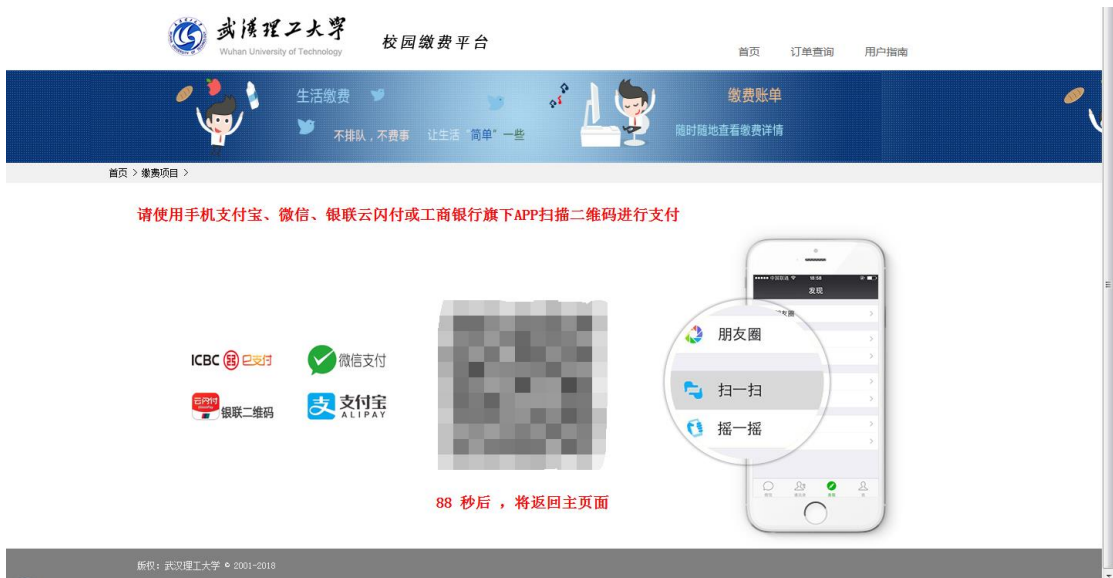 武汉理工大学
Wuhan University of Technology
校园缴费平台
首页 订单查询 用户指南
生活缴费
不排队，不费事 让生活“简单”一些
缴费账单
随时随地查看缴费详情
首页 > 缴费项目 >
请使用手机支付宝、微信、银联云闪付或工商银行旗下APP扫描二维码进行支付
中国联通
发现
朋友圈
扫一扫
摇一摇
ICBC e支付
微信支付
云闪付
银联二维码
支付宝
ALIPAY
88 秒后 ，将返回主页面
版权：武汉理工大学 © 2001-2018